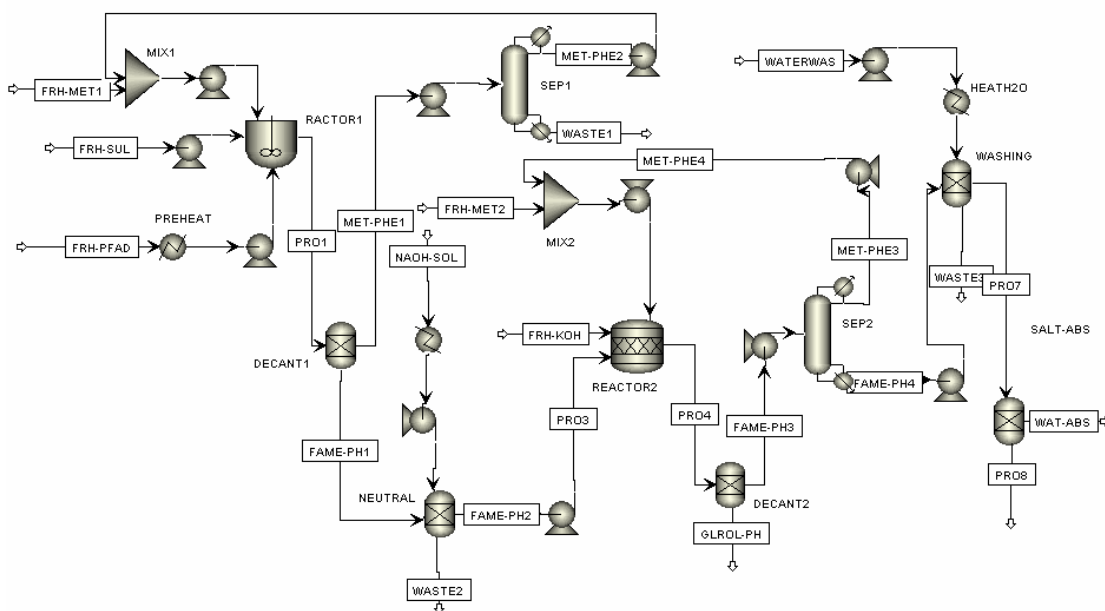 MIX1
MET-PHE2
FRH-MET1
SEP1
WATERWAS
HEATH2O
RACTOR1
WASTE1
FRH-SUL
MET-PHE4
WASHING
PREHEAT
MET-PHE1
FRH-MET2
FRH-PFAD
PRO1
MIX2
NAOH-SOL
MET-PHE3
WASTE3
PRO7
SEP2
SALT-ABS
FRH-KOH
DECANT1
REACTOR2
FAME-PH4
PRO3
PRO4
FAME-PH3
WAT-ABS
FAME-PH1
PRO8
NEUTRAL
FAME-PH2
DECANT2
GLROL-PH
WASTE2